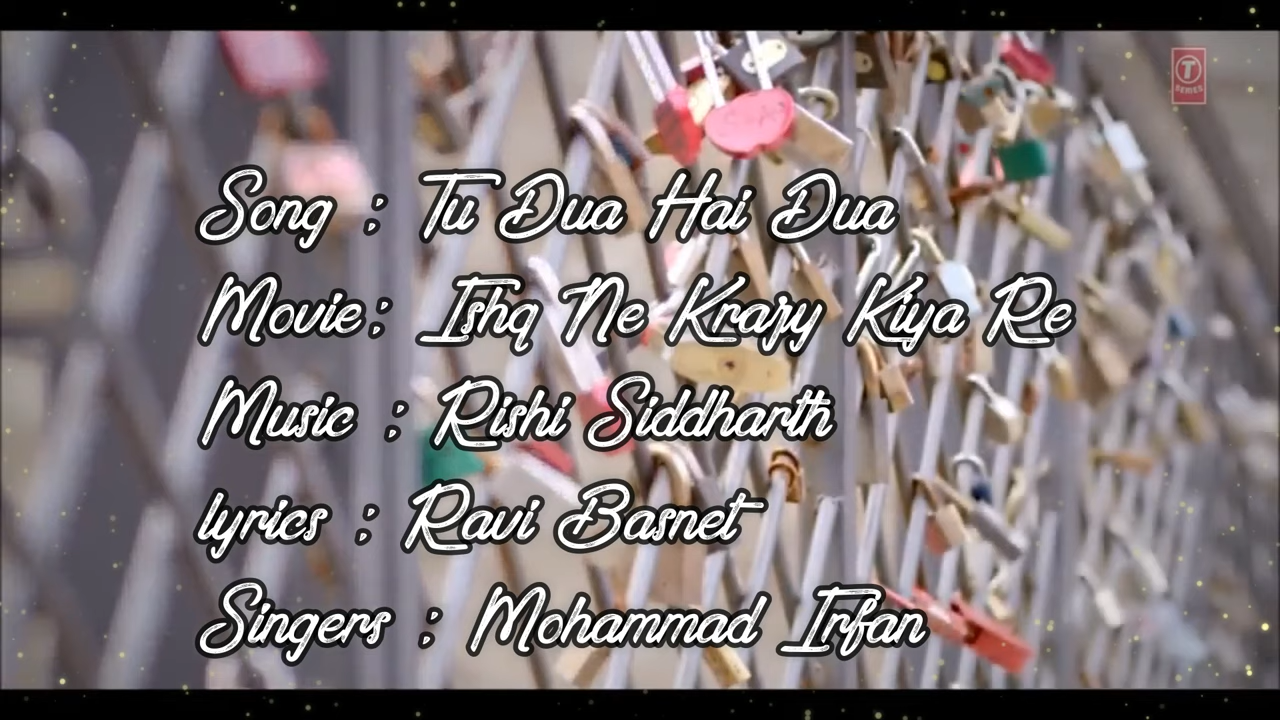 T
SERIES
Song : Tu Dua Hai Dua
Movie: Ishq Ne Krazy Kiya Re
Music : Rishi Siddharth
lyrics : Ravi Basnet
Singers : Mohammad Irfan